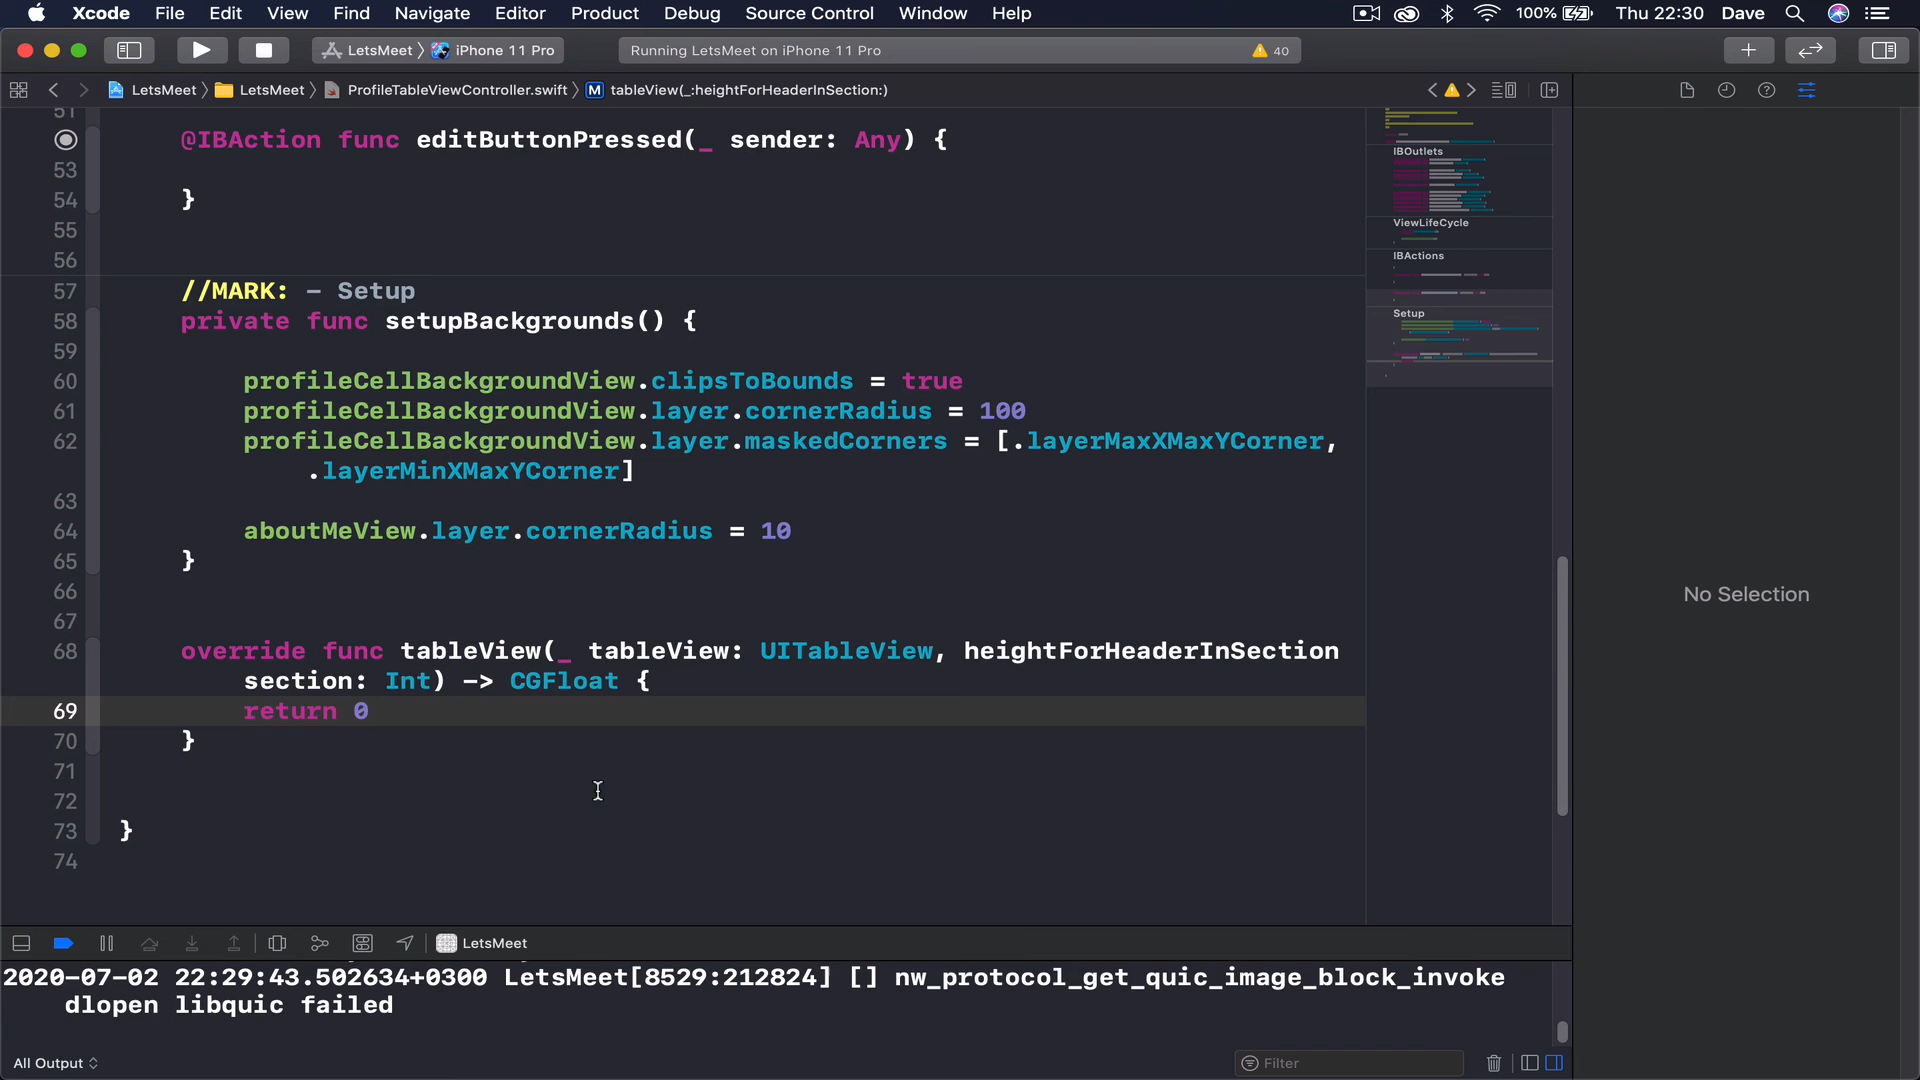 Xcode File Edit View Find Navigate Editor Product Debug Source Control Window Help 100% Thu 22:30 Dave
LetsMeet iPhone 11 Pro Running LetsMeet on iPhone 11 Pro 40
LetsMeet LetsMeet ProfileTableViewController.swift M tableView(_:heightForHeaderInSection:)
51
@IBAction func editButtonPressed(_ sender: Any) {
53
54 }
55
56
57 //MARK: - Setup
58 private func setupBackgrounds() {
59
60 profileCellBackgroundView.clipsToBounds = true
61 profileCellBackgroundView.layer.cornerRadius = 100
62 profileCellBackgroundView.layer.maskedCorners = [.layerMaxXMaxYCorner,
.layerMinXMaxYCorner]
63
64 aboutMeView.layer.cornerRadius = 10
65 }
66
67
68 override func tableView(_ tableView: UITableView, heightForHeaderInSection
section: Int) -> CGFloat {
69 return 0
70 }
71
72
73 }
74
IBOutlets
ViewLifeCycle
IBActions
Setup
No Selection
LetsMeet
2020-07-02 22:29:43.502634+0300 LetsMeet[8529:212824] [] nw_protocol_get_quic_image_block_invoke
dlopen libquic failed
All Output Filter